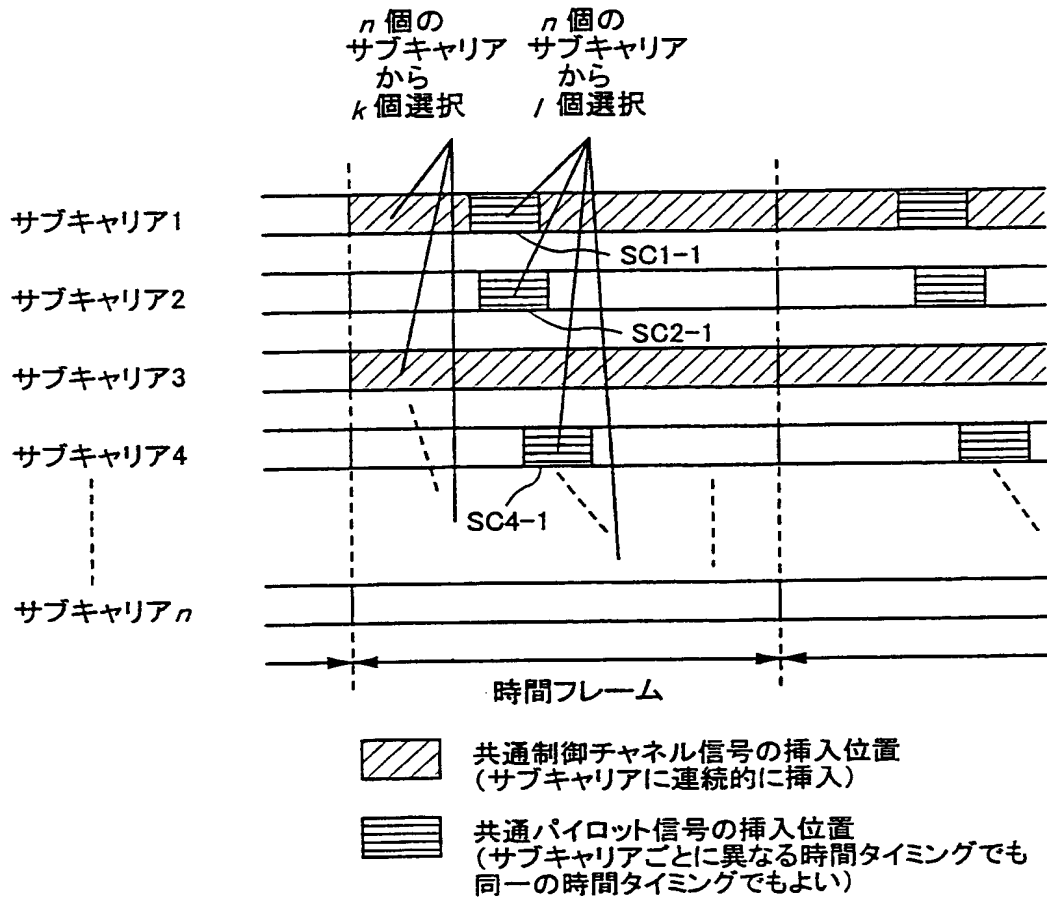 n個の
サブキャリア
から
k個選択
n個の
サブキャリア
から
l個選択
サブキャリア1
SC1-1
サブキャリア2
SC2-1
サブキャリア3
サブキャリア4
SC4-1
サブキャリアn
時間フレーム
共通制御チャネル信号の挿入位置
(サブキャリアに連続的に挿入)
共通パイロット信号の挿入位置
(サブキャリアごとに異なる時間タイミングでも
同一の時間タイミングでもよい)